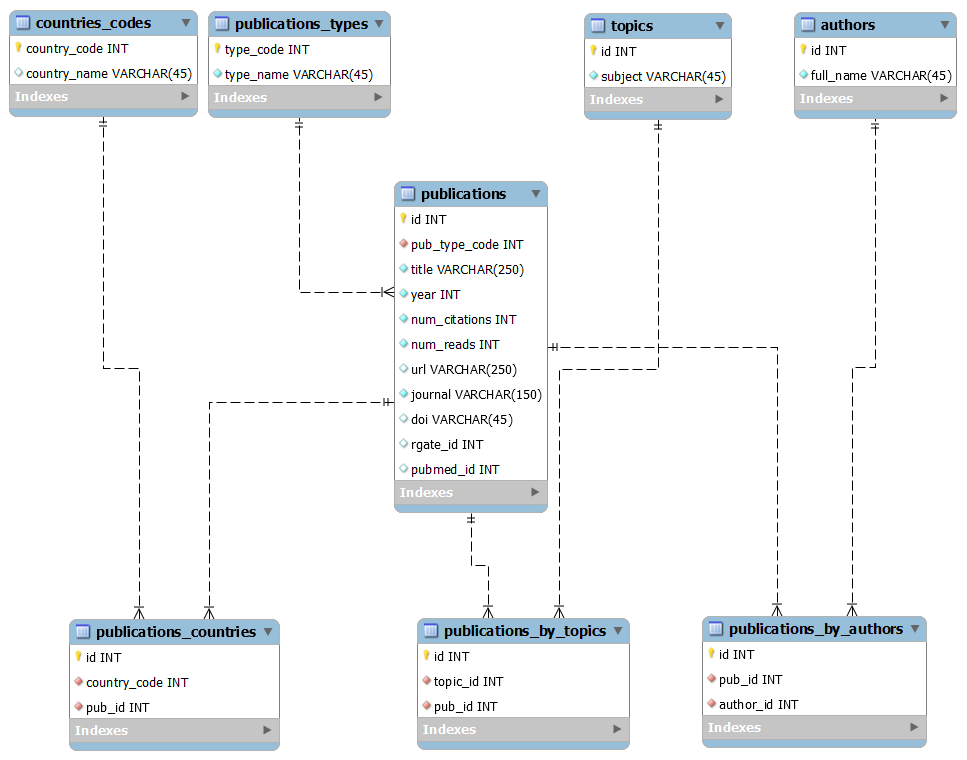 countries_codes
country_code INT
country_name VARCHAR(45)
Indexes
publications_types
type_code INT
type_name VARCHAR(45)
Indexes
topics
id INT
subject VARCHAR(45)
Indexes
authors
id INT
full_name VARCHAR(45)
Indexes
publications
id INT
pub_type_code INT
title VARCHAR(250)
year INT
num_citations INT
num_reads INT
url VARCHAR(250)
journal VARCHAR(150)
doi VARCHAR(45)
rgate_id INT
pubmed_id INT
Indexes
publications_countries
id INT
country_code INT
pub_id INT
Indexes
publications_by_topics
id INT
topic_id INT
pub_id INT
Indexes
publications_by_authors
id INT
pub_id INT
author_id INT
Indexes